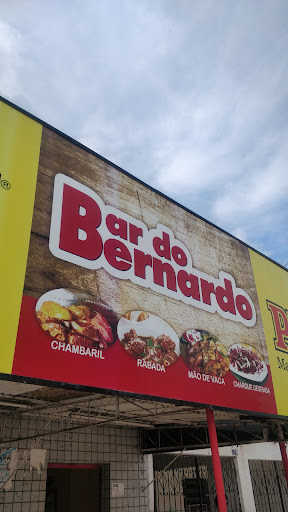 Bar do
Bernardo
CHAMBARIL
RABADA
MÃO DE VACA
CHARQUE DESFIADA